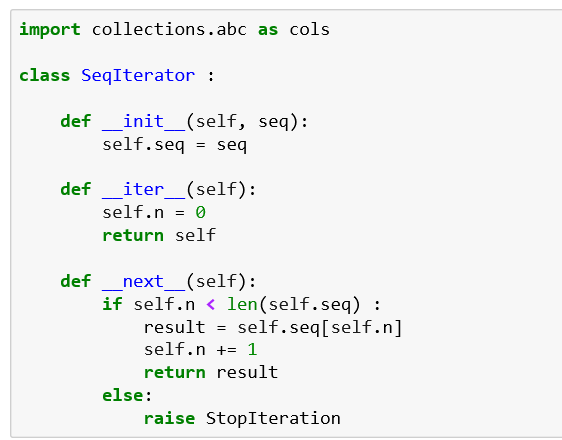 import collections.abc as cols
class SeqIterator :
    def __init__(self, seq):
        self.seq = seq
    def __iter__(self):
        self.n = 0
        return self
    def __next__(self):
        if self.n < len(self.seq) :
            result = self.seq[self.n]
            self.n += 1
            return result
        else:
            raise StopIteration